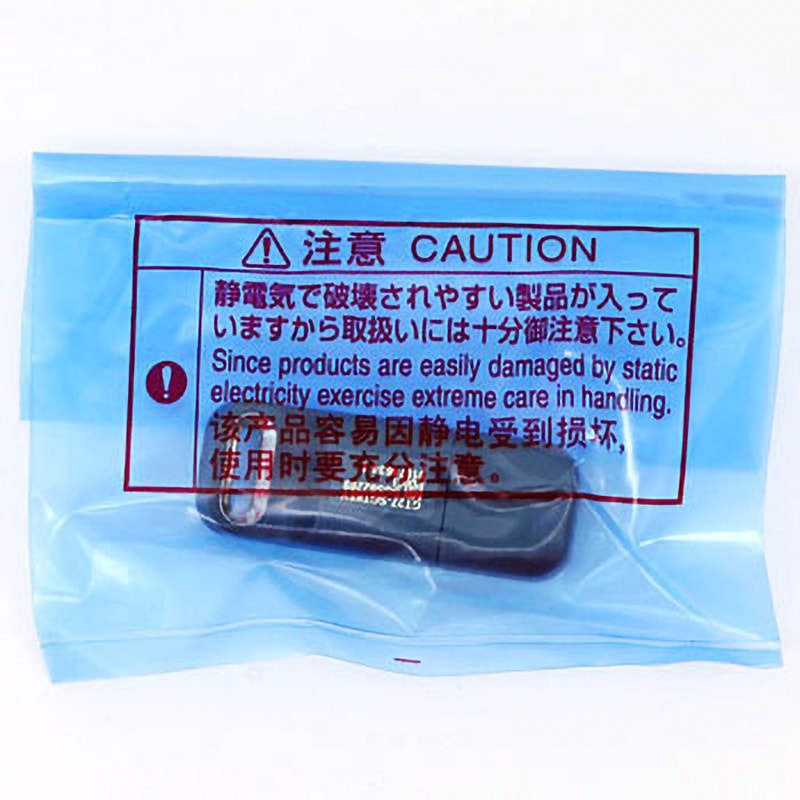 注意 CAUTION
静電気で破壊されやすい製品が入って
いますから取扱いには十分御注意下さい。
Since products are easily damaged by static
electricity exercise extreme care in handling.
该产品容易因静电受到损坏,
使用时要充分注意。